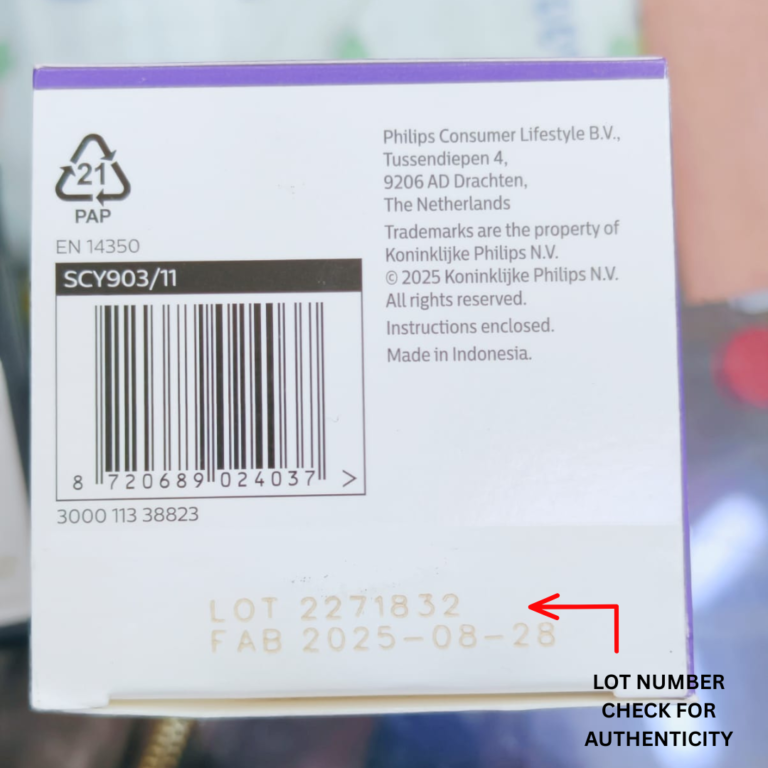 21
PAP
EN 14350
SCY903/11
8 720689 024037 >
3000 113 38823
Philips Consumer Lifestyle B.V.,
Tussendiepen 4,
9206 AD Drachten,
The Netherlands
Trademarks are the property of
Koninklijke Philips N.V.
© 2025 Koninklijke Philips N.V.
All rights reserved.
Instructions enclosed.
Made in Indonesia.
LOT 2271832
FAB 2025-08-28
LOT NUMBER
CHECK FOR
AUTHENTICITY